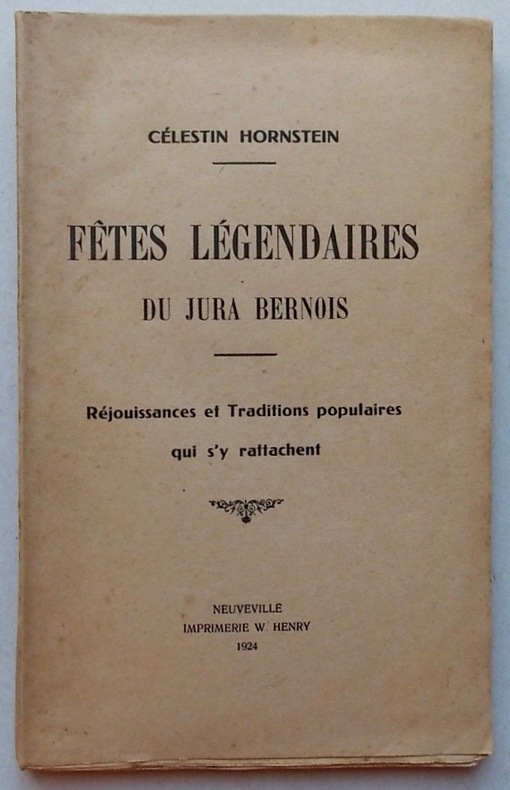 CÉLESTIN HORNSTEIN
FÊTES LÉGENDAIRES
DU JURA BERNOIS
Réjouissances et Traditions populaires
qui s'y rattachent
NEUVEVILLE
IMPRIMERIE W. HENRY
1924